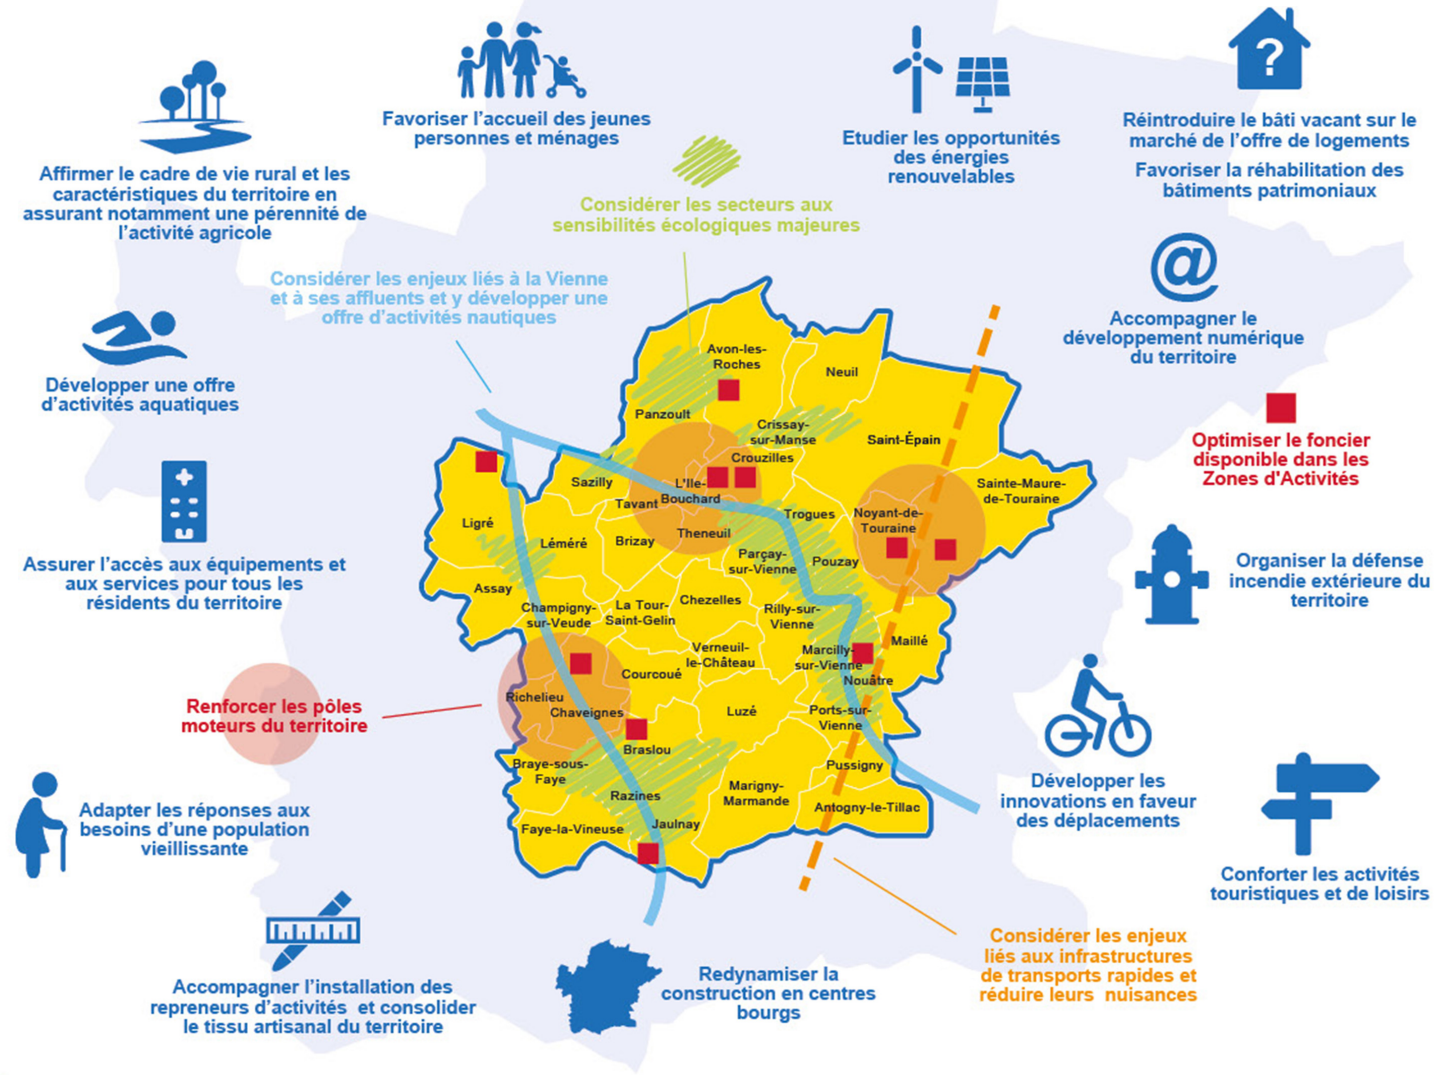 Favoriser l'accueil des jeunes
personnes et ménages
Etudier les opportunités
des énergies
renouvelables
?
Réintroduire le bâti vacant sur le
marché de l'offre de logements
Favoriser la réhabilitation des
bâtiments patrimoniaux
Affirmer le cadre de vie rural et les
caractéristiques du territoire en
assurant notamment une pérennité de
l'activité agricole
Considérer les secteurs aux
sensibilités écologiques majeures
Considérer les enjeux liés à la Vienne
et à ses affluents et y développer une
offre d'activités nautiques
@
Accompagner le
développement numérique
du territoire
Développer une offre
d'activités aquatiques
Optimiser le foncier
disponible dans les
Zones d'Activités
Assurer l'accès aux équipements et
aux services pour tous les
résidents du territoire
Organiser la défense
incendie extérieure du
territoire
Renforcer les pôles
moteurs du territoire
Développer les
innovations en faveur
des déplacements
Adapter les réponses aux
besoins d'une population
vieillissante
Conforter les activités
touristiques et de loisirs
Accompagner l'installation des
repreneurs d'activités et consolider
le tissu artisanal du territoire
Redynamiser la
construction en centres
bourgs
Considérer les enjeux
liés aux infrastructures
de transports rapides et
réduire leurs nuisances
Avon-les-
Roches
Neuil
Panzoult
Crissay-
sur-Manse
Saint-Épain
Crouzilles
Sazilly
L'Ile-
Bouchard
Tavant
Sainte-Maure-
de-Touraine
Trogues
Noyant-de-
Touraine
Ligré
Léméré
Brizay
Theneuil
Parçay-
sur-Vienne
Pouzay
Assay
Champigny-
sur-Veude
La Tour-
Saint-Gelin
Chezelles
Rilly-sur-
Vienne
Maillé
Verneuil-
le-Château
Marcilly-
sur-Vienne
Courcoué
Nouâtre
Richelieu
Chaveignes
Luzé
Ports-sur-
Vienne
Braslou
Braye-sous-
Faye
Pussigny
Razines
Marigny-
Marmande
Antogny-le-Tillac
Faye-la-Vineuse
Jaulnay